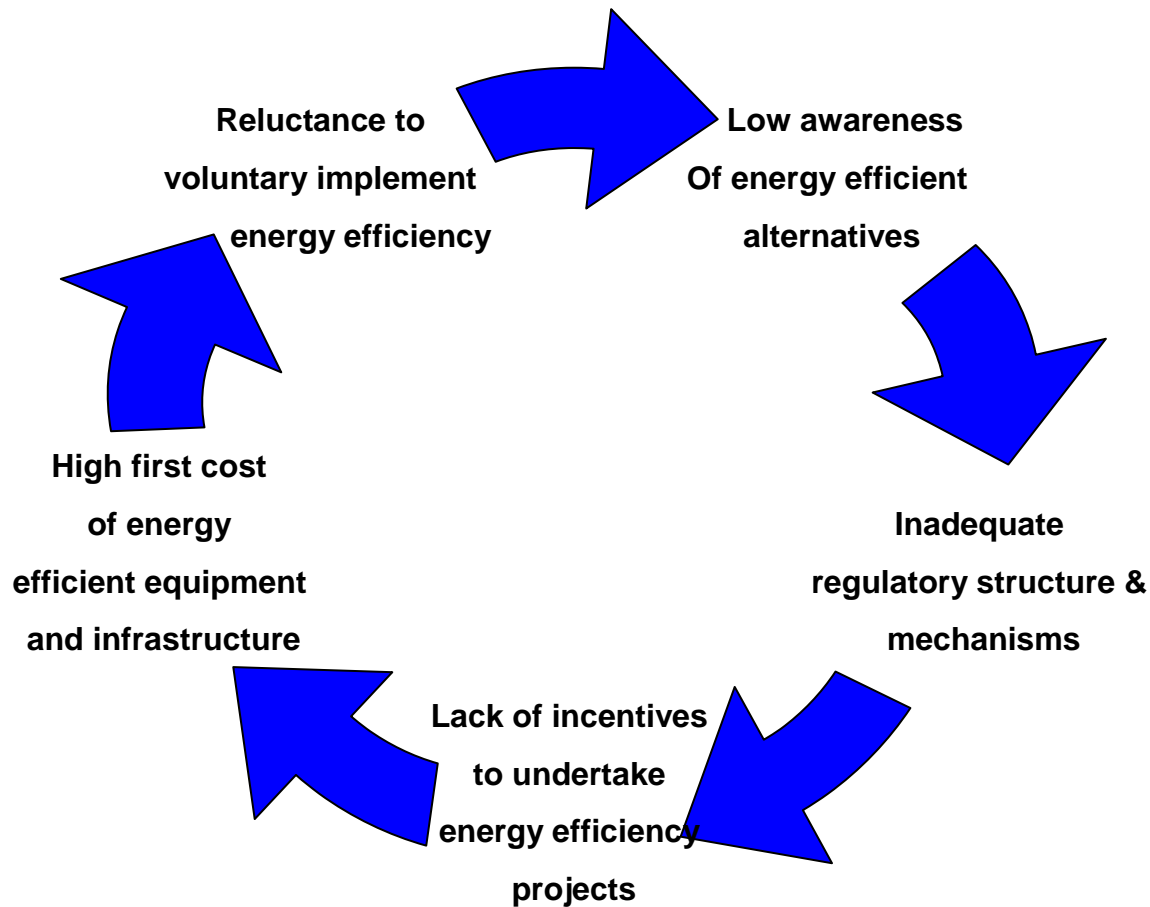 Reluctance to
voluntary implement
energy efficiency
Low awareness
Of energy efficient
alternatives
Inadequate
regulatory structure &
mechanisms
Lack of incentives
to undertake
energy efficiency
projects
High first cost
of energy
efficient equipment
and infrastructure